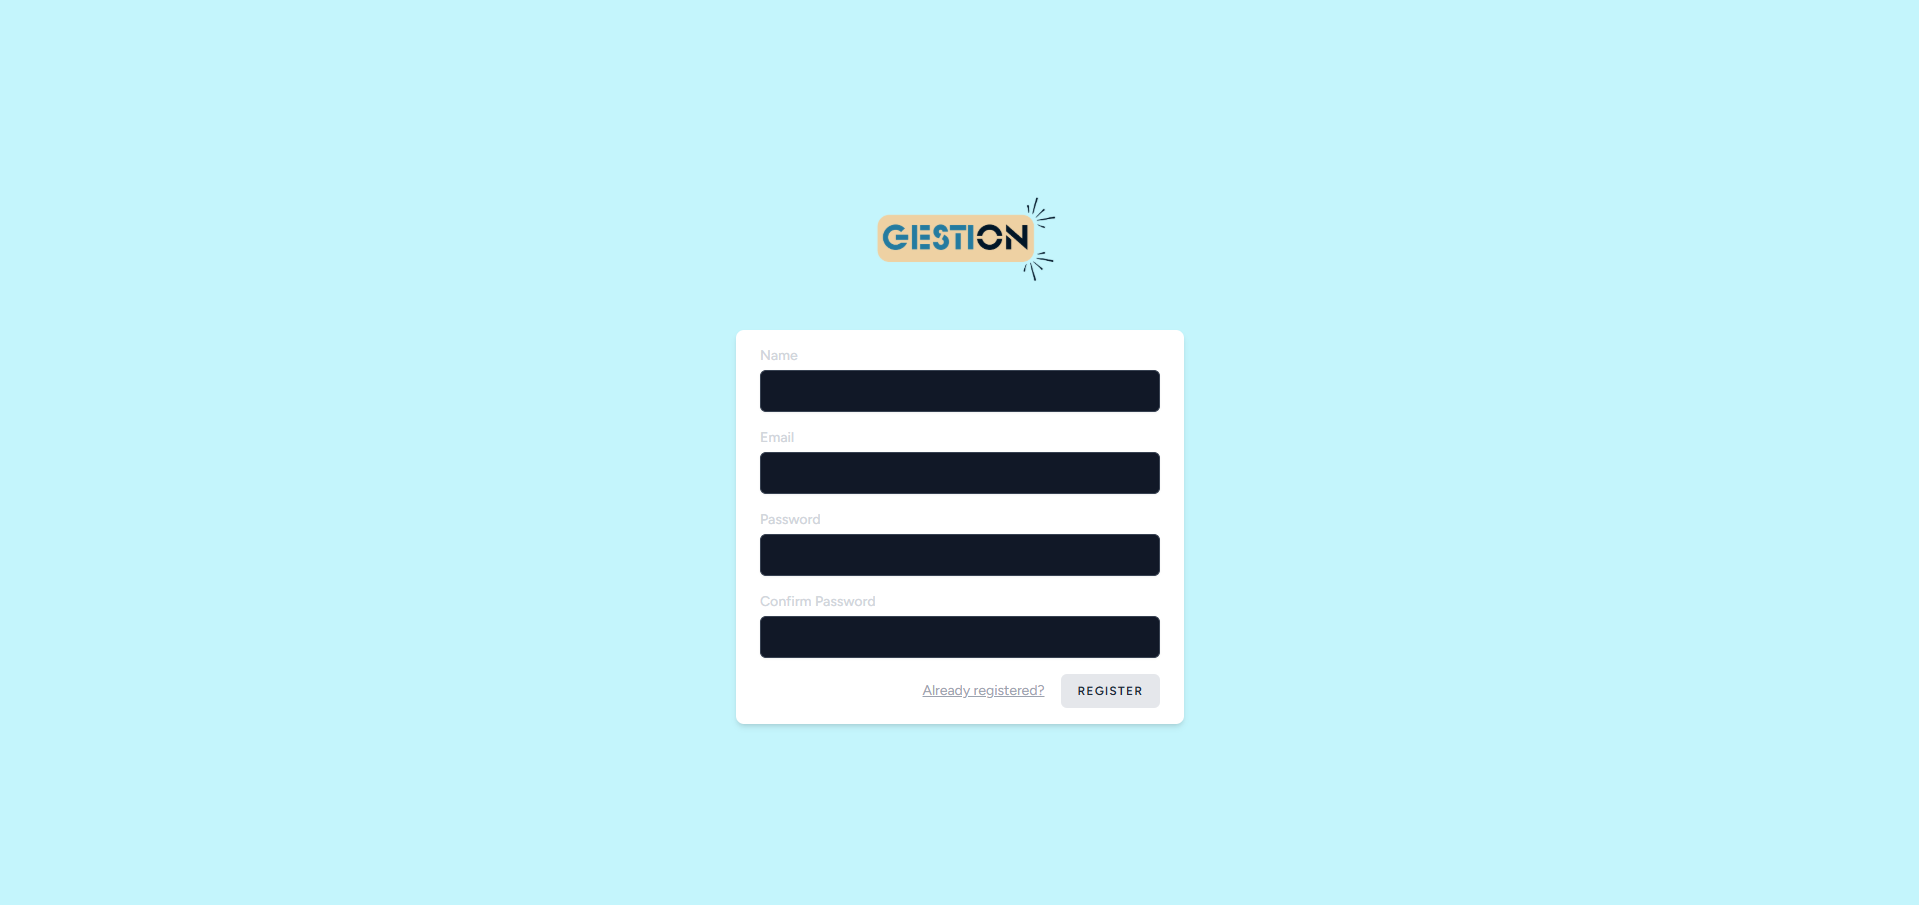 GESTION
Name
Email
Password
Confirm Password
Already registered?
REGISTER